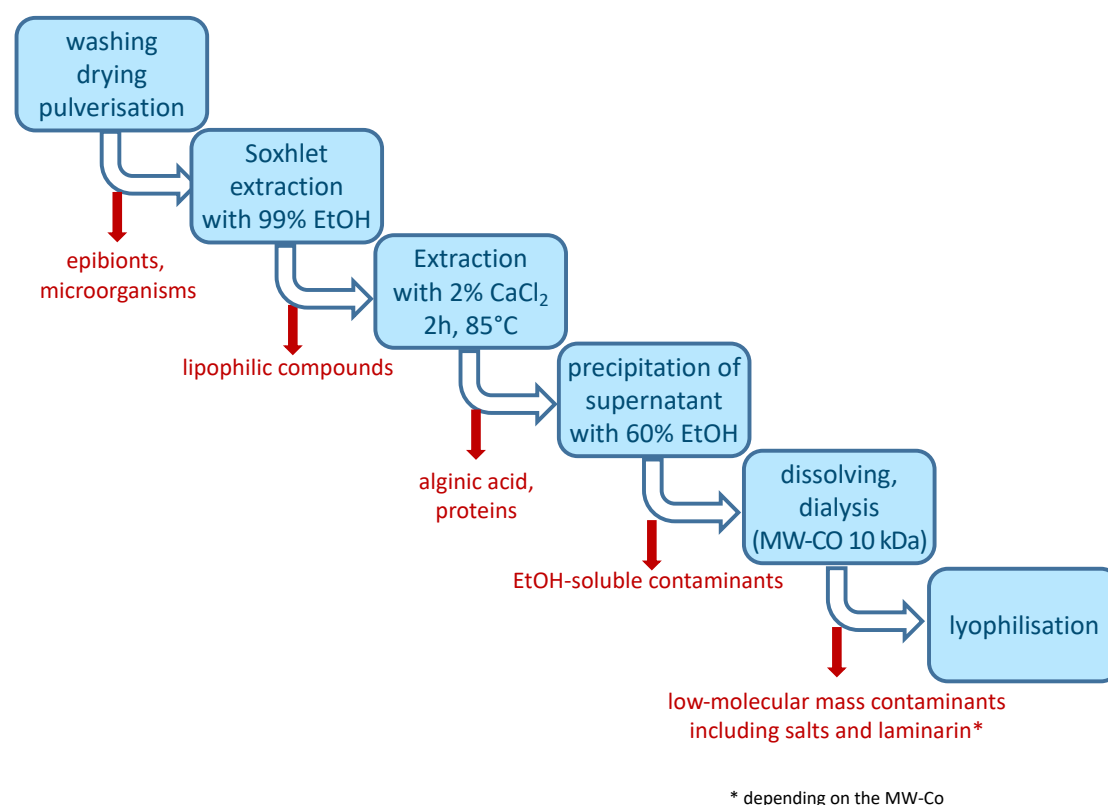 washing
drying
pulverisation
Soxhlet
extraction
with 99% EtOH
epibionts,
microorganisms
Extraction
with 2% CaCl₂
2h, 85°C
lipophilic compounds
precipitation of
supernatant
with 60% EtOH
alginic acid,
proteins
dissolving,
dialysis
(MW-CO 10 kDa)
EtOH-soluble contaminants
lyophilisation
low-molecular mass contaminants
including salts and laminarin*
* depending on the MW-Co